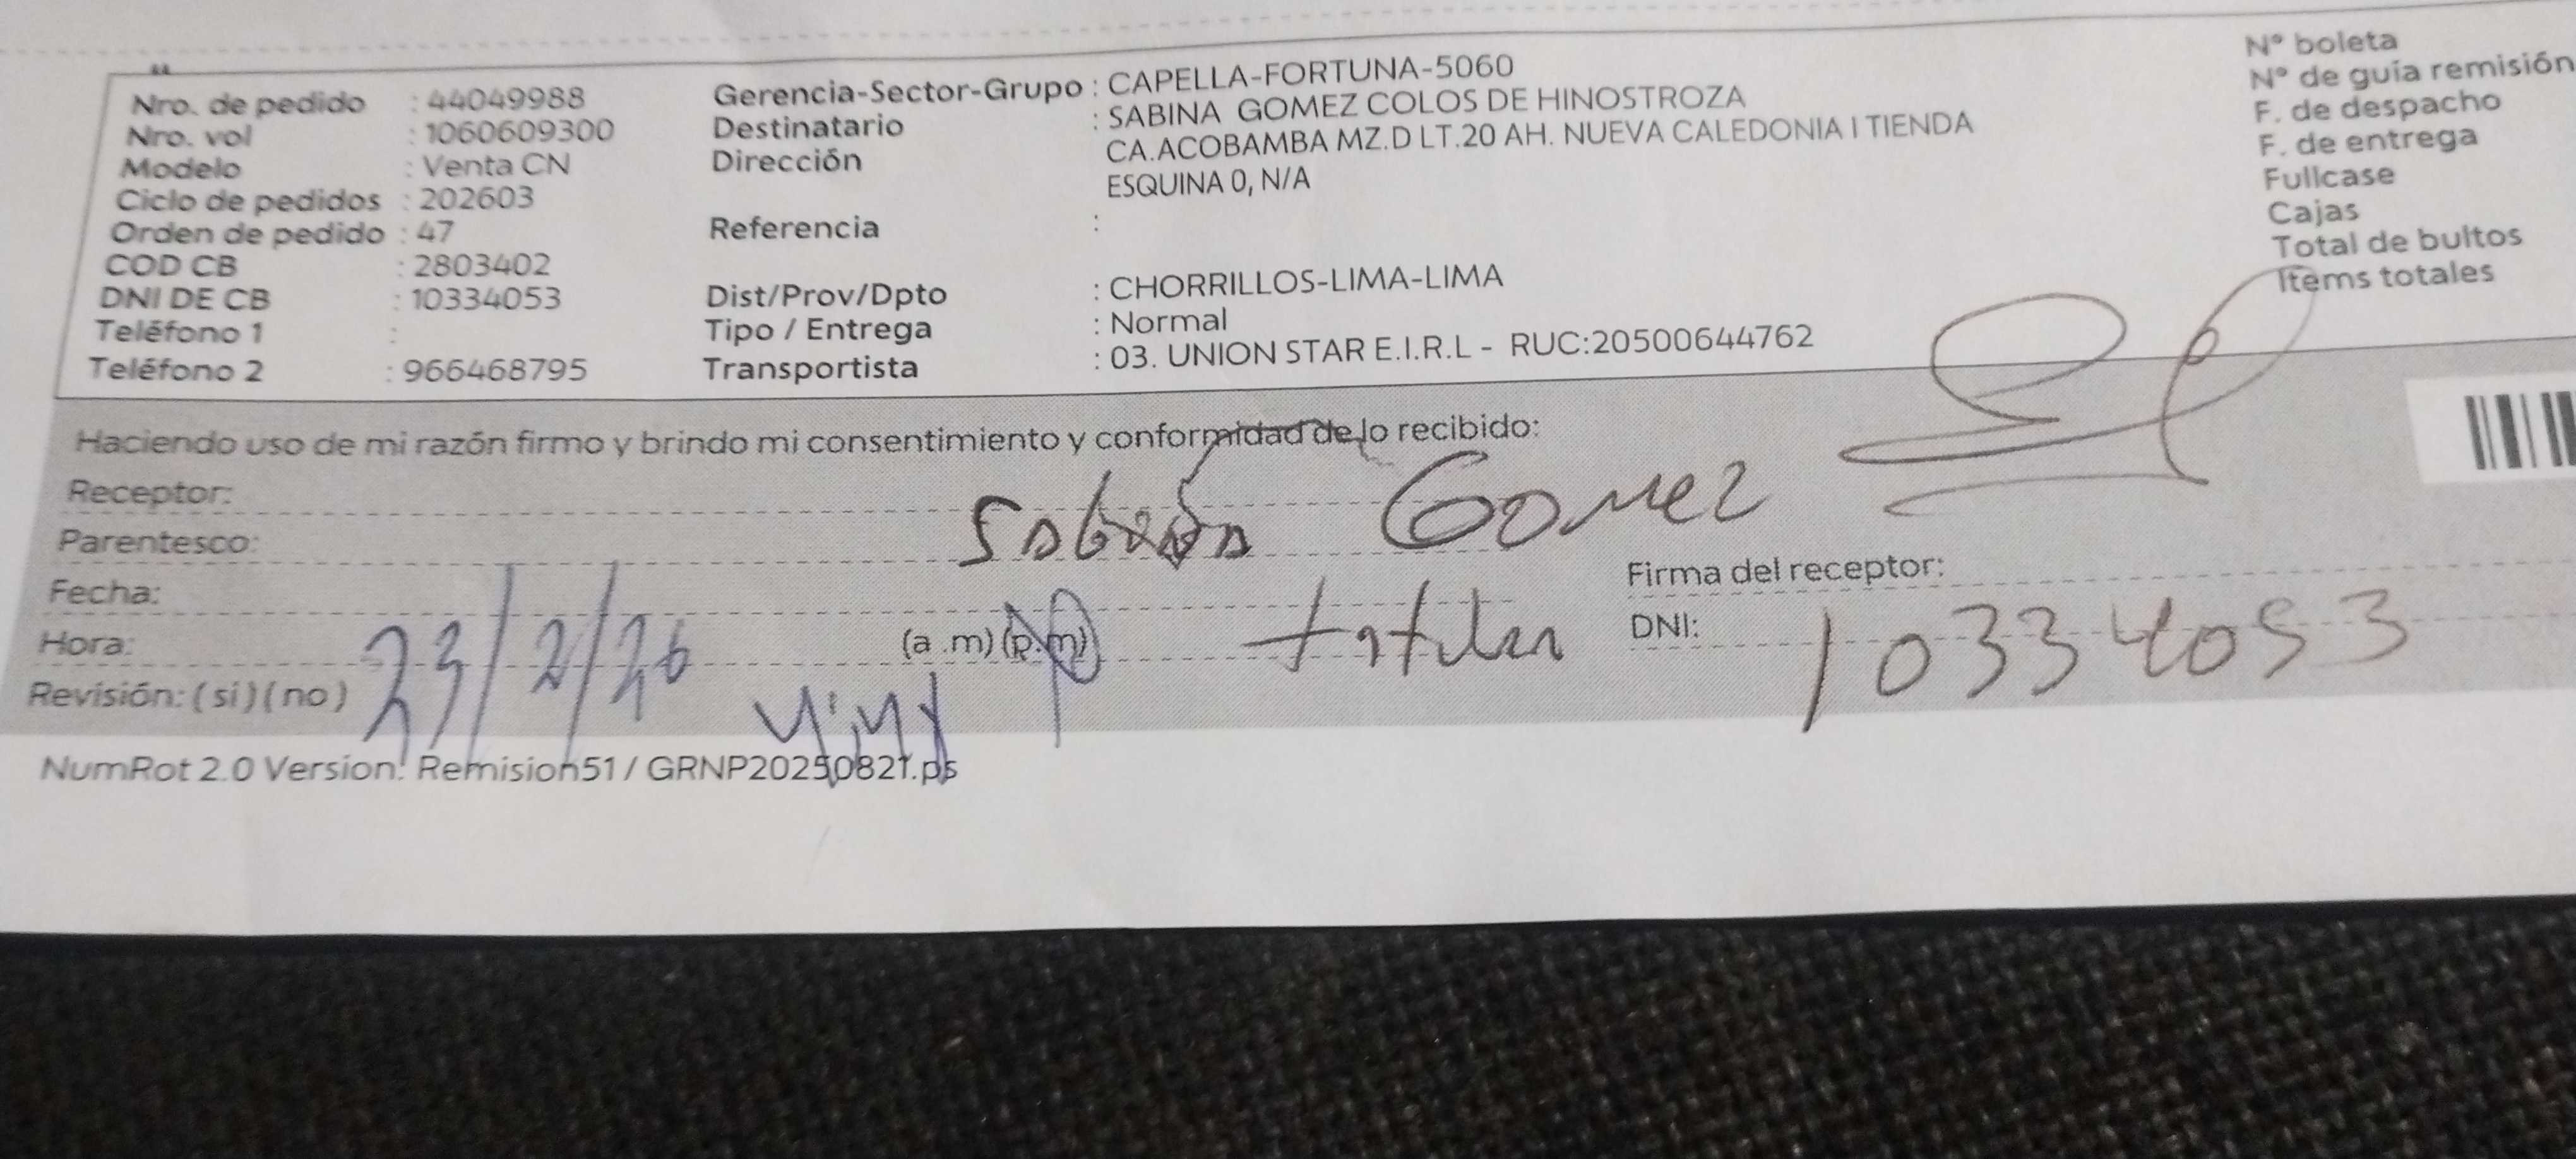 Nro. de pedido : 44049988
Nro. vol : 1060609300
Modelo : Venta CN
Ciclo de pedidos : 202603
Orden de pedido : 47
COD CB : 2803402
DNI DE CB : 10334053
Teléfono 1 :
Teléfono 2 : 966468795
Gerencia-Sector-Grupo : CAPELLA-FORTUNA-5060
Destinatario : SABINA GOMEZ COLOS DE HINOSTROZA
Dirección CA.ACOBAMBA MZ.D LT.20 AH. NUEVA CALEDONIA I TIENDA
ESQUINA 0, N/A
Referencia :
Dist/Prov/Dpto : CHORRILLOS-LIMA-LIMA
Tipo / Entrega : Normal
Transportista : 03. UNION STAR E.I.R.L - RUC:20500644762
N° boleta
N° de guía remisión
F. de despacho
F. de entrega
Fullcase
Cajas
Total de bultos
Items totales
Haciendo uso de mi razón firmo y brindo mi consentimiento y conformidad de lo recibido:
Receptor: Sabina Gomez
Parentesco: titular
Fecha: 23/2/26
Hora: (a .m) (p.m)
Revisión: ( si ) ( no )
Firma del receptor:
DNI: 10334053
NumRot 2.0 Version: Remision51 / GRNP20250821.ps